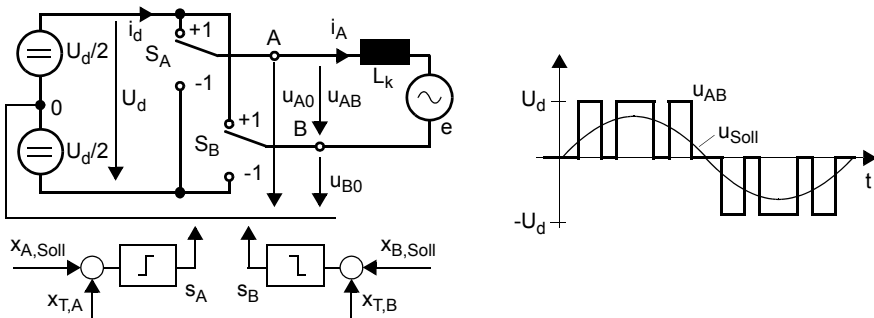 i_d
+1
A
i_A
U_d/2
S_A
L_k
-1
0
U_d
u_A0
u_AB
e
+1
B
U_d/2
S_B
-1
u_B0
x_A,Soll
x_B,Soll
s_A
s_B
x_T,A
x_T,B
U_d
u_AB
u_Soll
t
-U_d